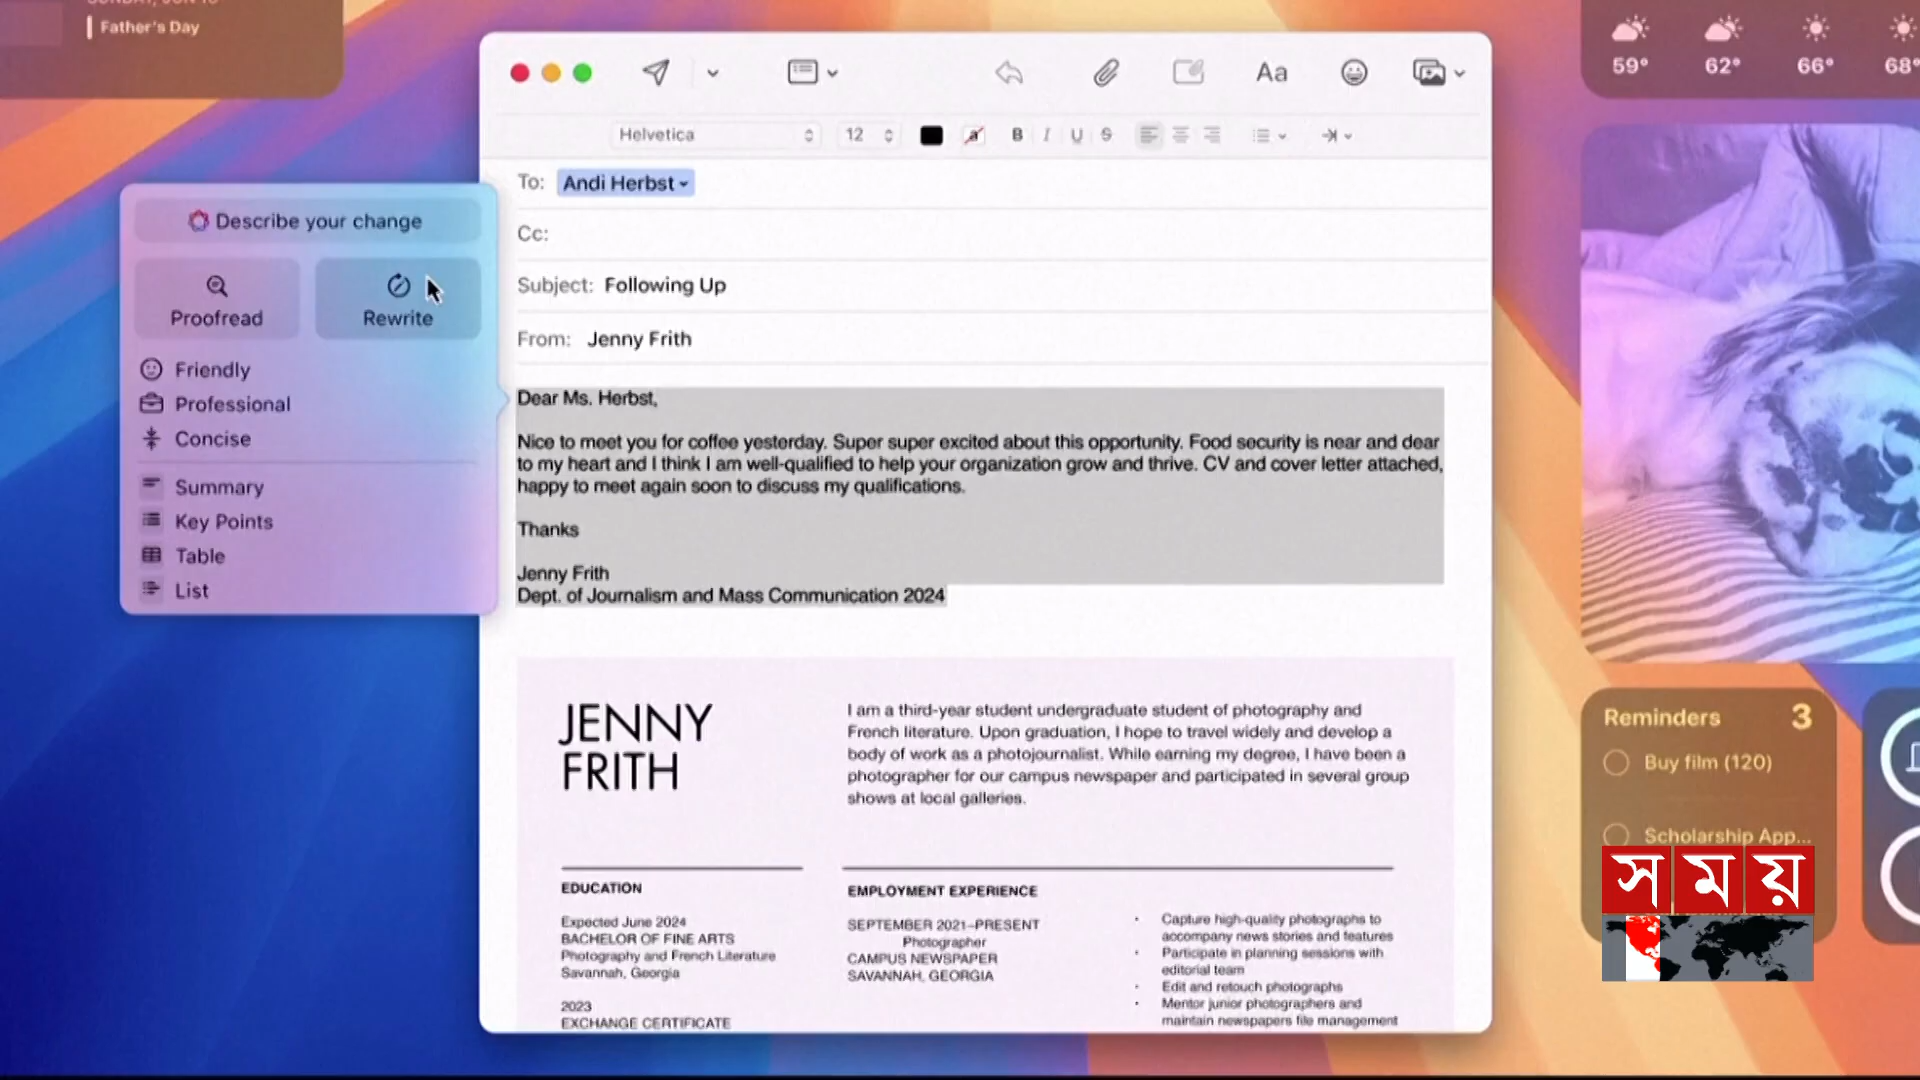 Father's Day
59° 62° 66° 68°
Helvetica 12 B I U S
Aa
To: Andi Herbst
Cc:
Subject: Following Up
From: Jenny Frith
Describe your change
Proofread Rewrite
Friendly
Professional
Concise
Summary
Key Points
Table
List
Dear Ms. Herbst,
Nice to meet you for coffee yesterday. Super super excited about this opportunity. Food security is near and dear
to my heart and I think I am well-qualified to help your organization grow and thrive. CV and cover letter attached,
happy to meet again soon to discuss my qualifications.
Thanks
Jenny Frith
Dept. of Journalism and Mass Communication 2024
JENNY
FRITH
I am a third-year student undergraduate student of photography and
French literature. Upon graduation, I hope to travel widely and develop a
body of work as a photojournalist. While earning my degree, I have been a
photographer for our campus newspaper and participated in several group
shows at local galleries.
EDUCATION
Expected June 2024
BACHELOR OF FINE ARTS
Photography and French Literature
Savannah, Georgia
2023
EXCHANGE CERTIFICATE
EMPLOYMENT EXPERIENCE
SEPTEMBER 2021–PRESENT
Photographer
CAMPUS NEWSPAPER
SAVANNAH, GEORGIA
Capture high-quality photographs to
accompany news stories and features
Participate in planning sessions with
editorial team
Edit and retouch photographs
Mentor junior photographers and
maintain newspapers file management
Reminders 3
Buy film (120)
Scholarship App...
সময়